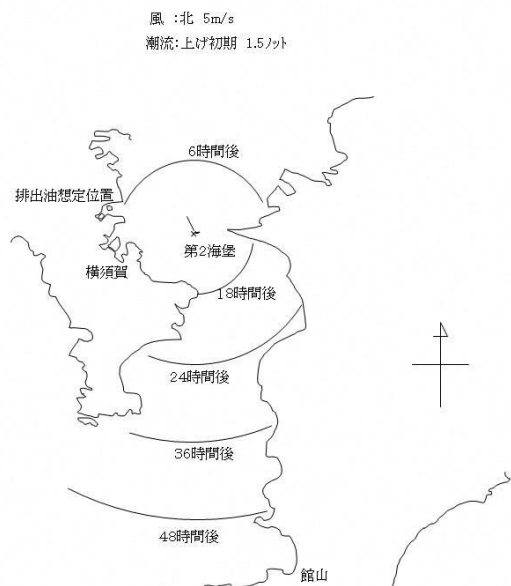 風 :北 5m/s
潮流:上げ初期 1.5ノット
6時間後
排出油想定位置
第2海堡
横須賀
18時間後
24時間後
36時間後
48時間後
館山